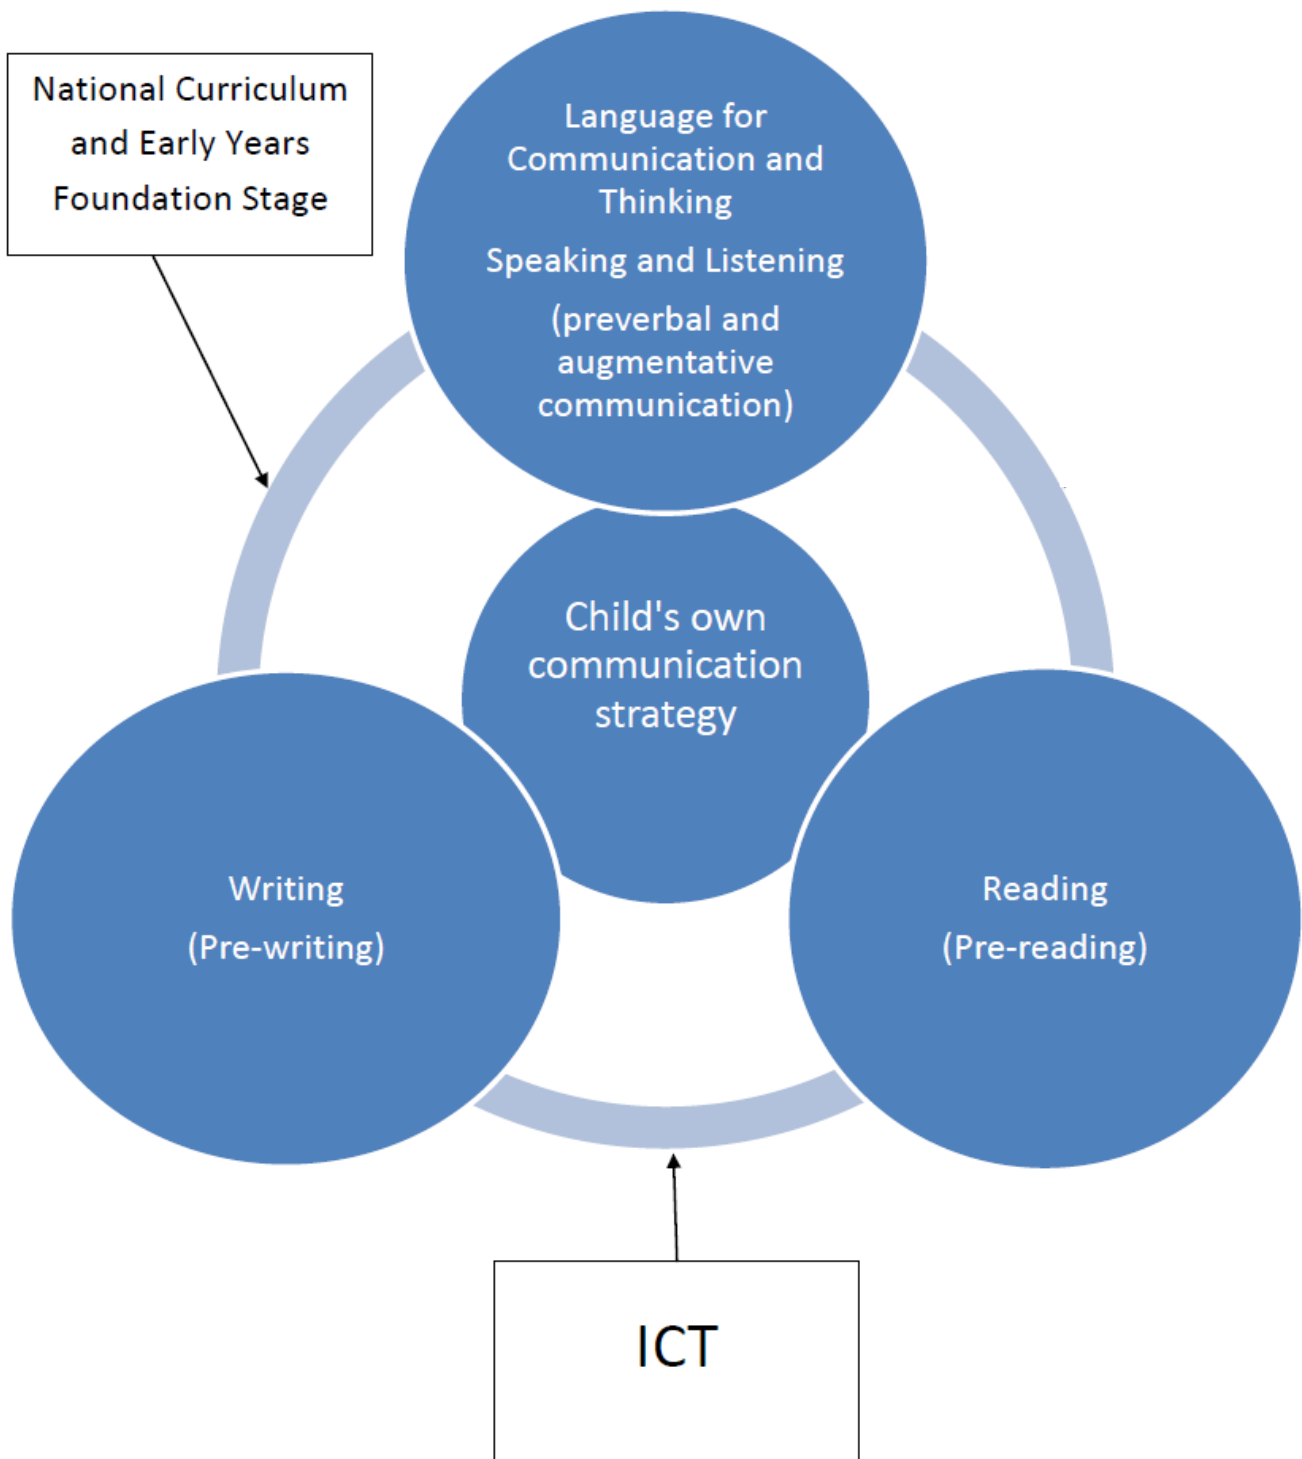 National Curriculum
and Early Years
Foundation Stage
Language for
Communication and
Thinking
Speaking and Listening
(preverbal and
augmentative
communication)
Child's own
communication
strategy
Writing
(Pre-writing)
Reading
(Pre-reading)
ICT